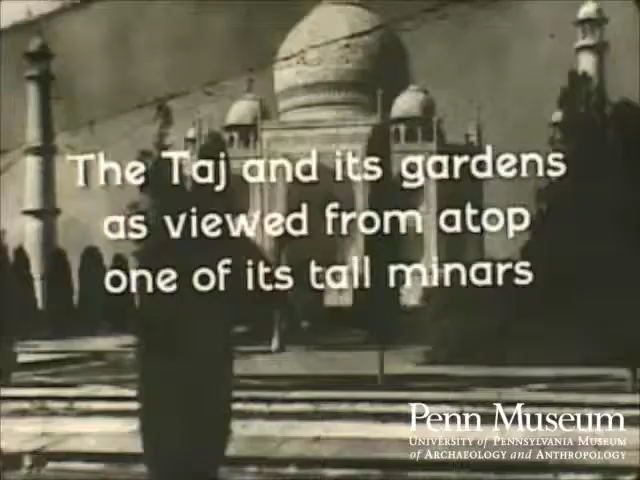 The Taj and its gardens
as viewed from atop
one of its tall minars
Penn Museum
University of Pennsylvania Museum
of Archaeology and Anthropology